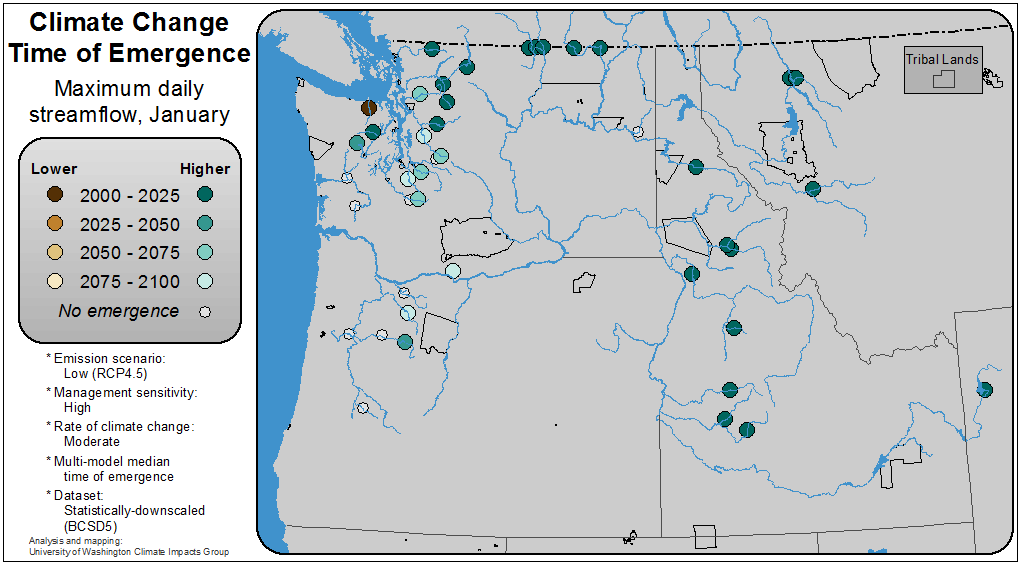 Climate Change
Time of Emergence
Maximum daily
streamflow, January
Lower Higher
2000 - 2025
2025 - 2050
2050 - 2075
2075 - 2100
No emergence
* Emission scenario:
Low (RCP4.5)
* Management sensitivity:
High
* Rate of climate change:
Moderate
* Multi-model median
time of emergence
* Dataset:
Statistically-downscaled
(BCSD5)
Analysis and mapping:
University of Washington Climate Impacts Group
Tribal Lands